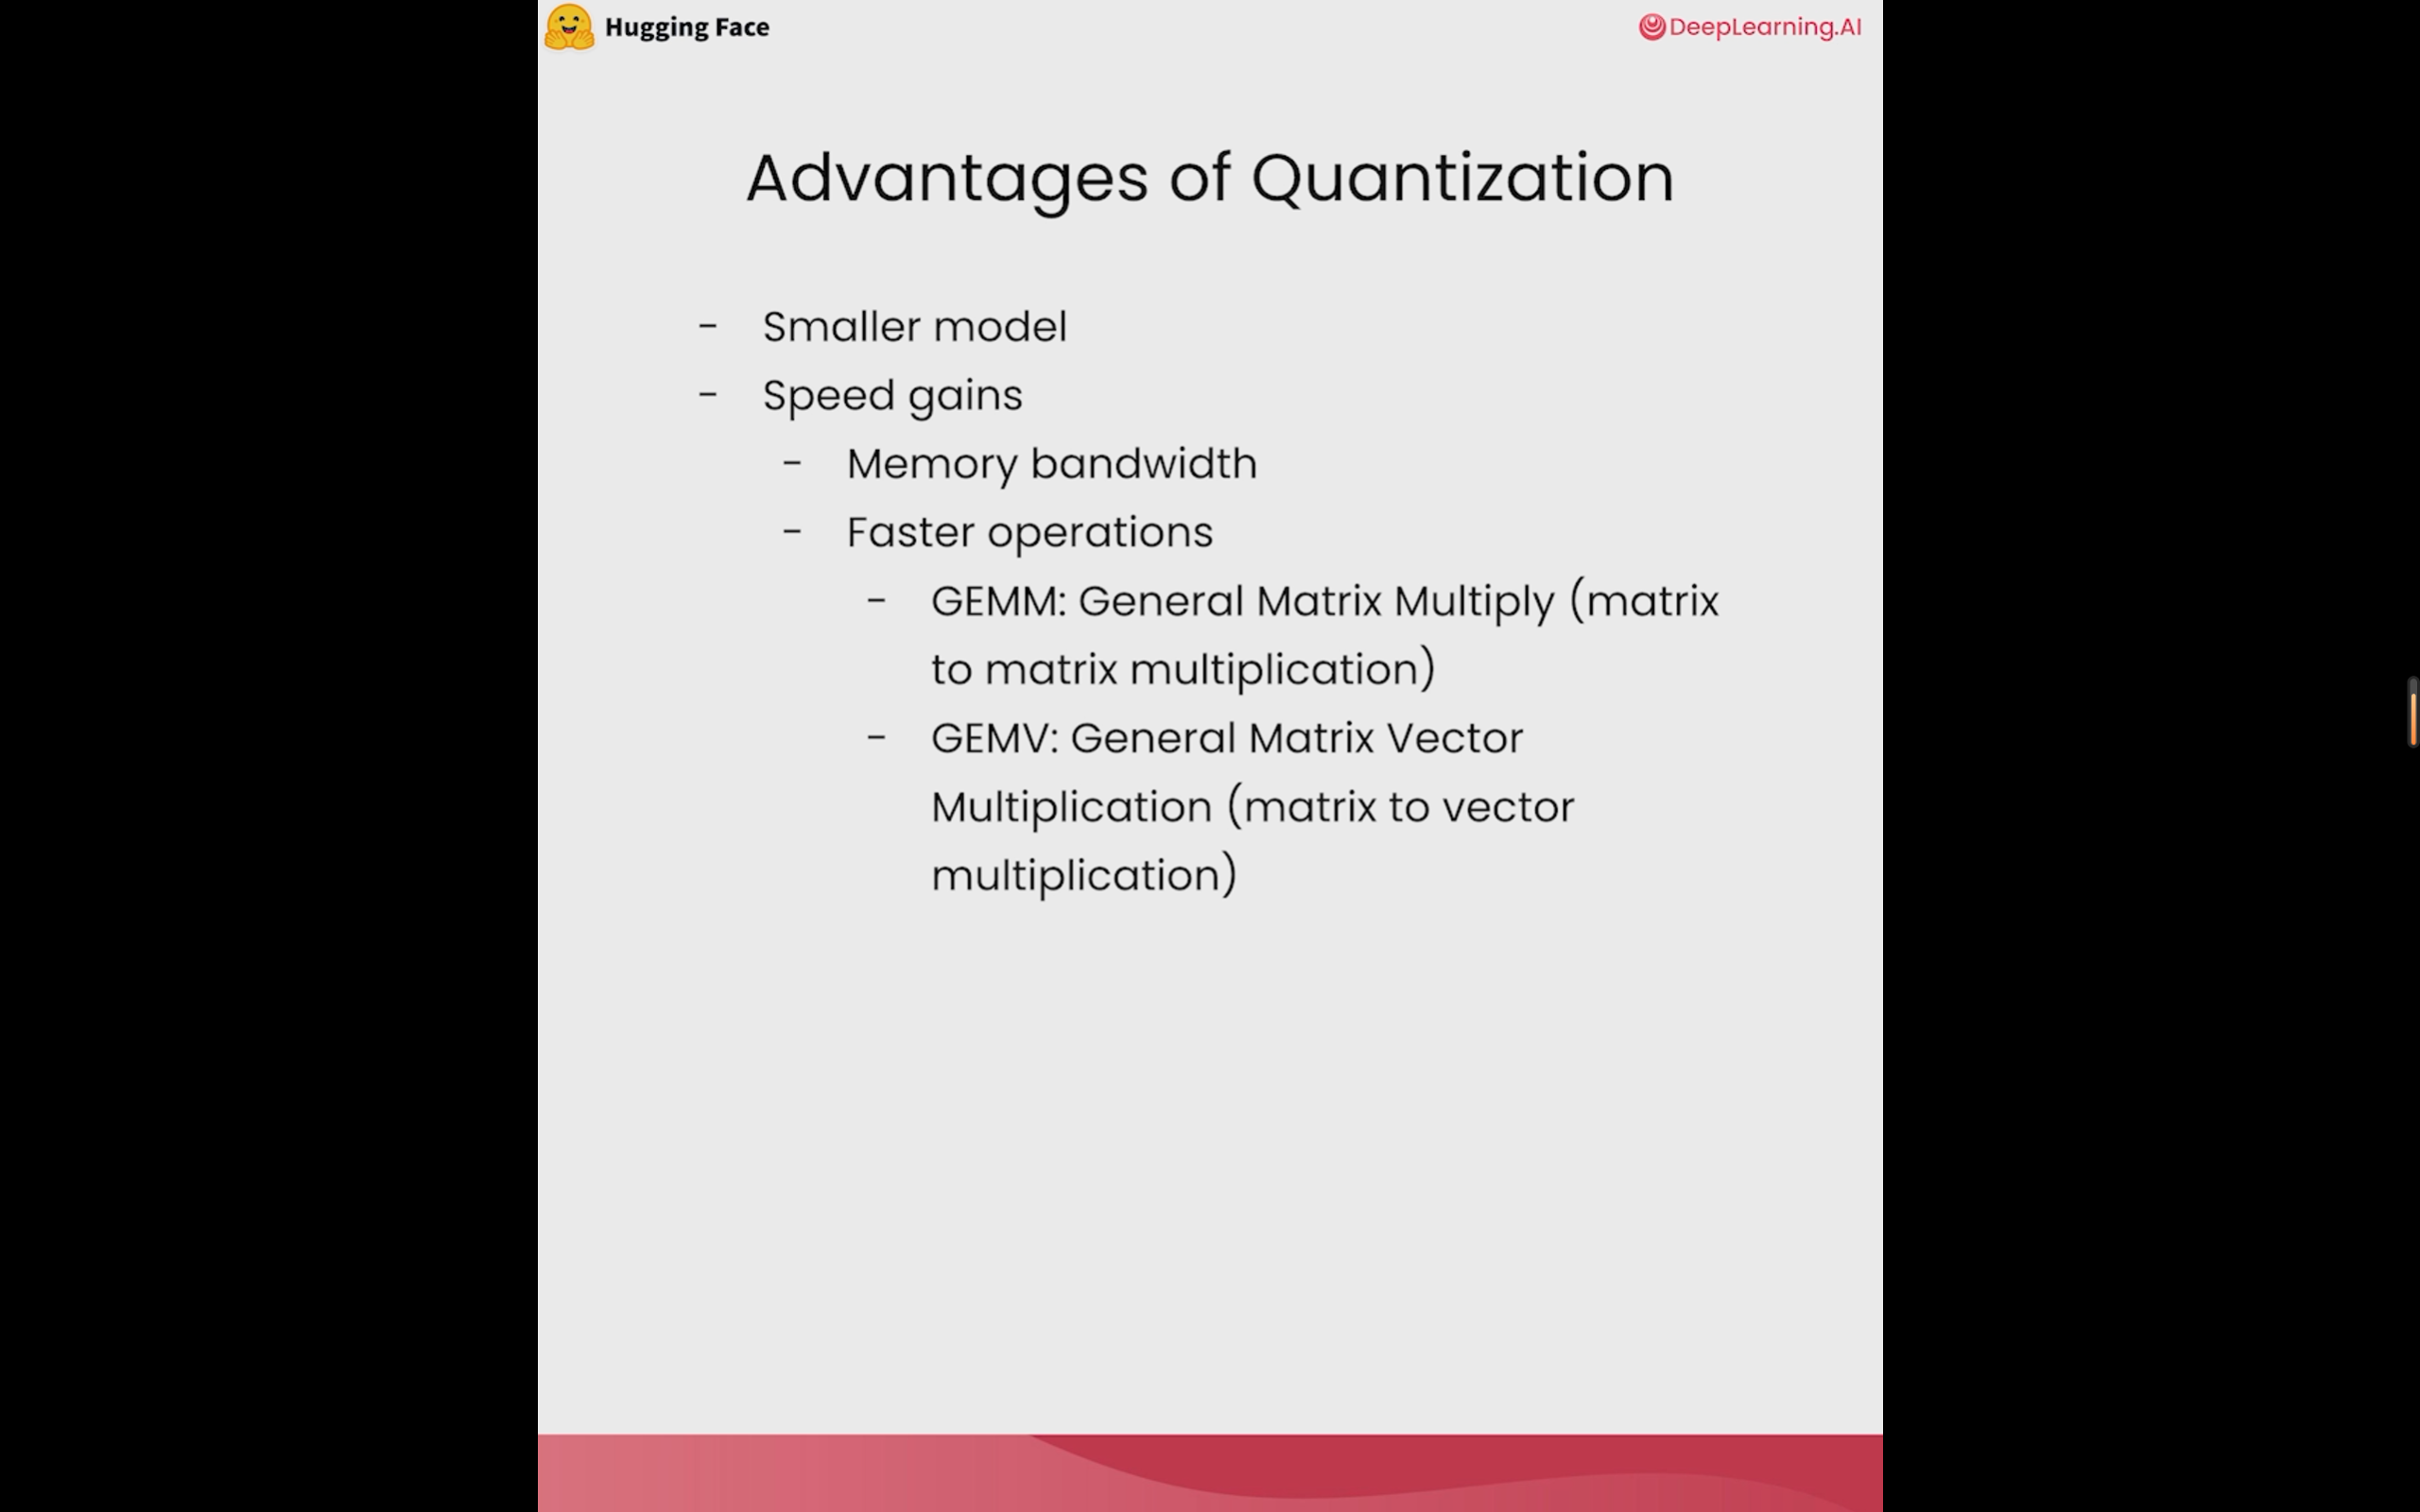 Hugging Face
DeepLearning.AI
Advantages of Quantization
- Smaller model
- Speed gains
- Memory bandwidth
- Faster operations
- GEMM: General Matrix Multiply (matrix
to matrix multiplication)
- GEMV: General Matrix Vector
Multiplication (matrix to vector
multiplication)